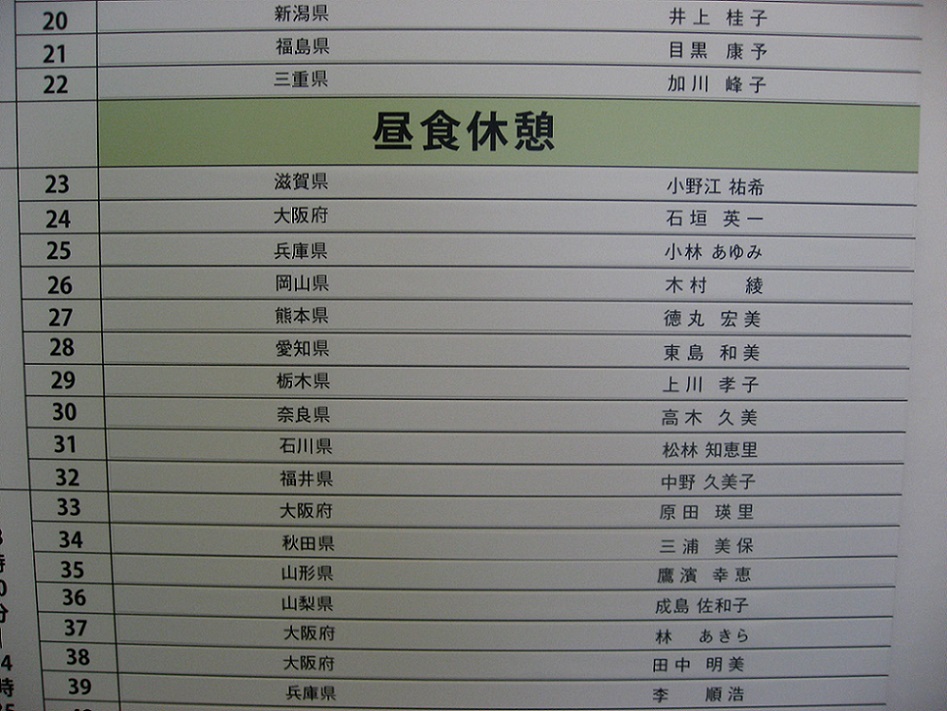 20 新潟県 井上 桂子
21 福島県 目黒 康予
22 三重県 加川 峰子
昼食休憩
23 滋賀県 小野江 祐希
24 大阪府 石垣 英一
25 兵庫県 小林 あゆみ
26 岡山県 木村 綾
27 熊本県 徳丸 宏美
28 愛知県 東島 和美
29 栃木県 上川 孝子
30 奈良県 高木 久美
31 石川県 松林 知恵里
32 福井県 中野 久美子
33 大阪府 原田 瑛里
34 秋田県 三浦 美保
35 山形県 鷹濱 幸恵
36 山梨県 成島 佐和子
37 大阪府 林 あきら
38 大阪府 田中 明美
39 兵庫県 李 順浩
時
0
分
4
時